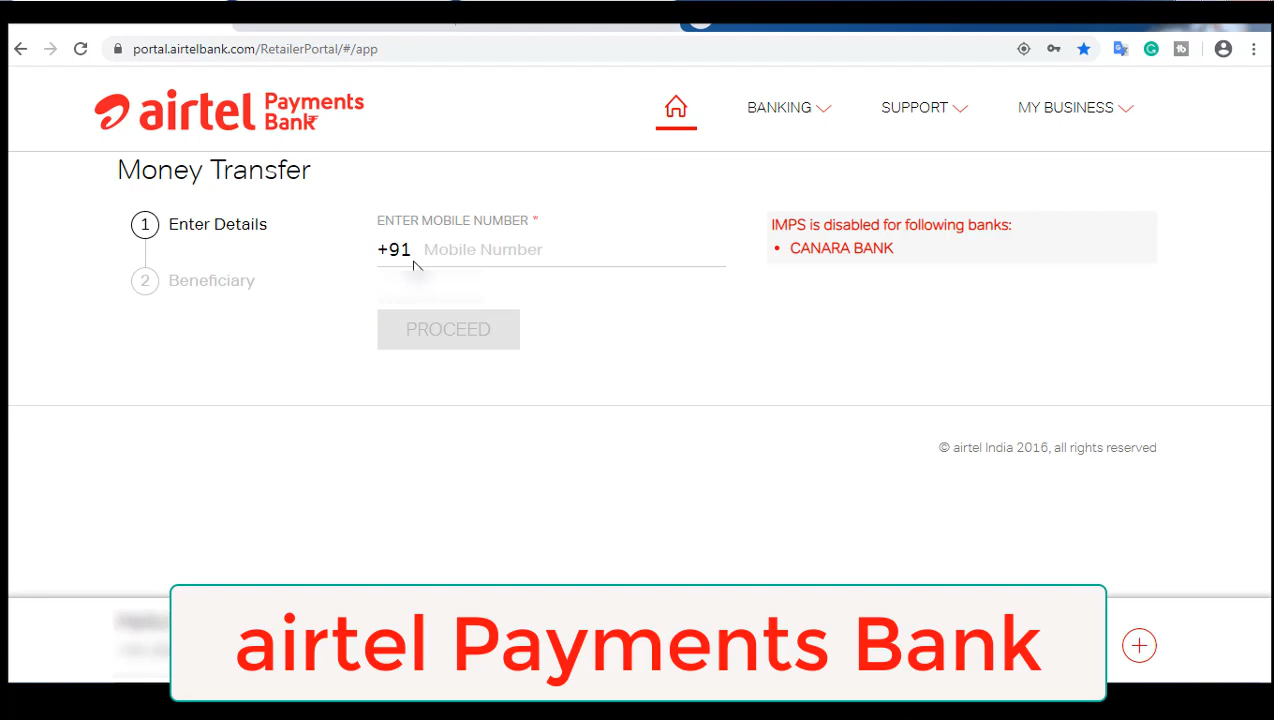 portal.airtelbank.com/RetailerPortal/#/app
airtel Payments Bank
BANKING SUPPORT MY BUSINESS
Money Transfer
1 Enter Details
2 Beneficiary
ENTER MOBILE NUMBER *
+91 Mobile Number
PROCEED
IMPS is disabled for following banks:
• CANARA BANK
© airtel India 2016, all rights reserved
airtel Payments Bank